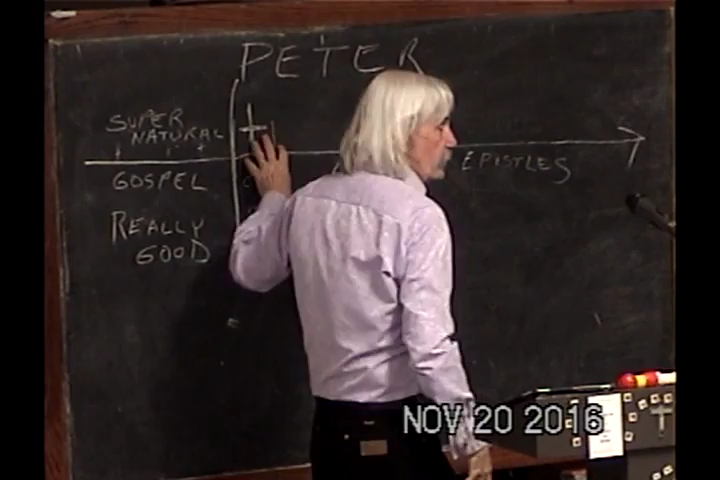 PETER
SUPER
NATURAL
GOSPEL
EPISTLES
REALLY
GOOD
NOV 20 2016